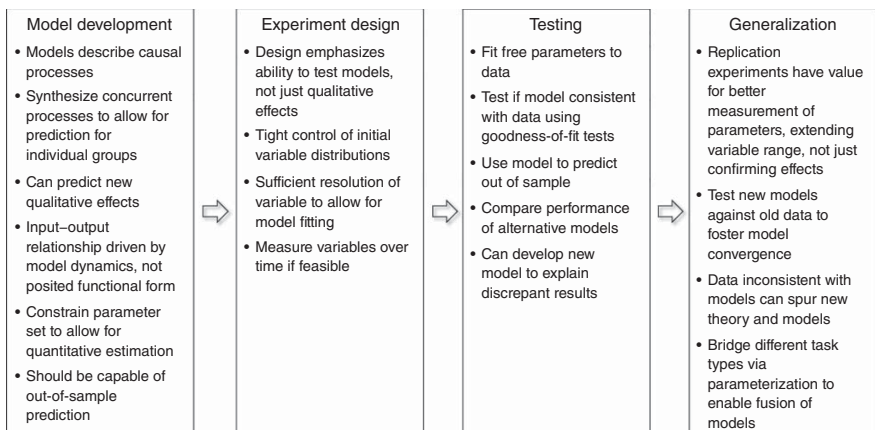 Model development
• Models describe causal
processes
• Synthesize concurrent
processes to allow for
prediction for
individual groups
• Can predict new
qualitative effects
• Input–output
relationship driven by
model dynamics, not
posited functional form
• Constrain parameter
set to allow for
quantitative estimation
• Should be capable of
out-of-sample
prediction
Experiment design
• Design emphasizes
ability to test models,
not just qualitative
effects
• Tight control of initial
variable distributions
• Sufficient resolution of
variable to allow for
model fitting
• Measure variables over
time if feasible
Testing
• Fit free parameters to
data
• Test if model consistent
with data using
goodness-of-fit tests
• Use model to predict
out of sample
• Compare performance
of alternative models
• Can develop new
model to explain
discrepant results
Generalization
• Replication
experiments have value
for better
measurement of
parameters, extending
variable range, not just
confirming effects
• Test new models
against old data to
foster model
convergence
• Data inconsistent with
models can spur new
theory and models
• Bridge different task
types via
parameterization to
enable fusion of
models